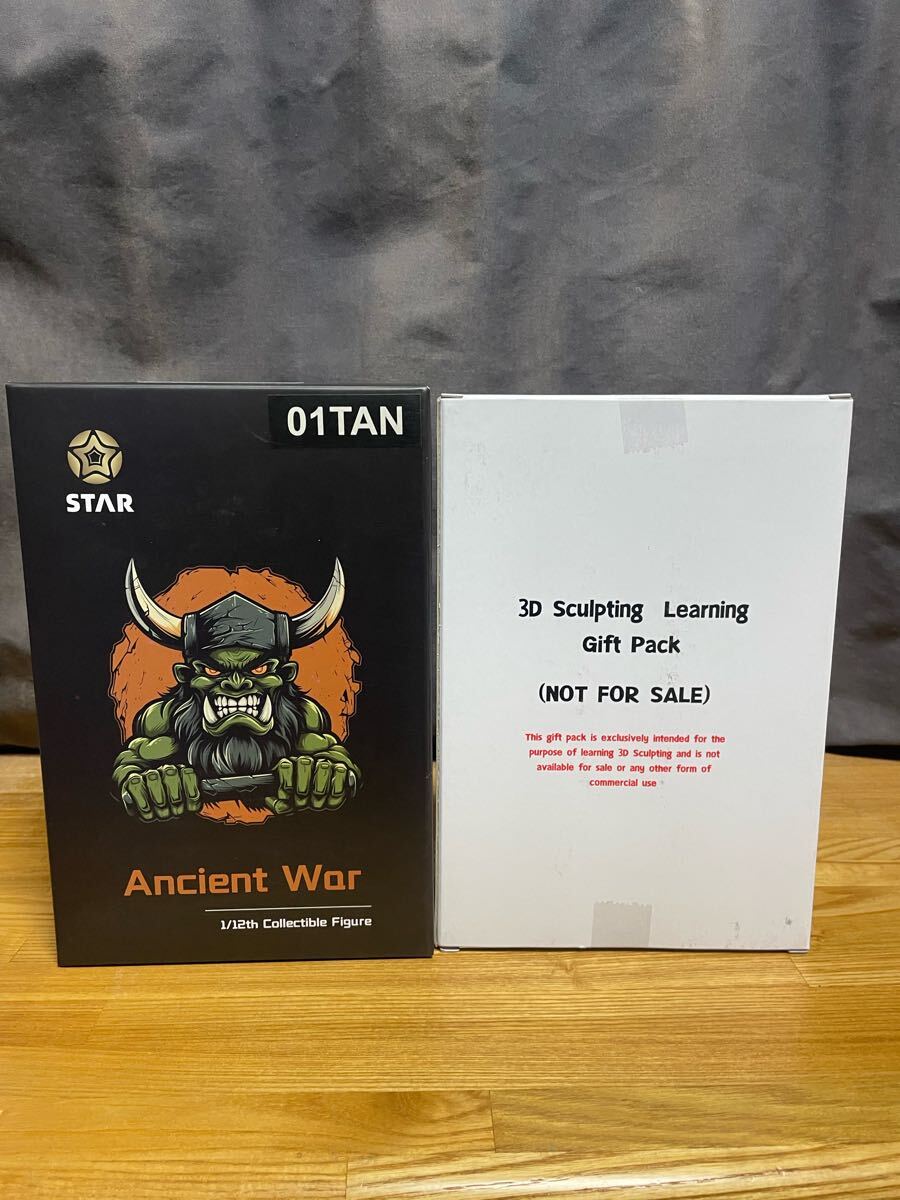 01TAN
STAR
Ancient War
1/12th Collectible Figure
3D Sculpting Learning
Gift Pack
(NOT FOR SALE)
This gift pack is exclusively intended for the
purpose of learning 3D Sculpting and is not
available for sale or any other form of
commercial use